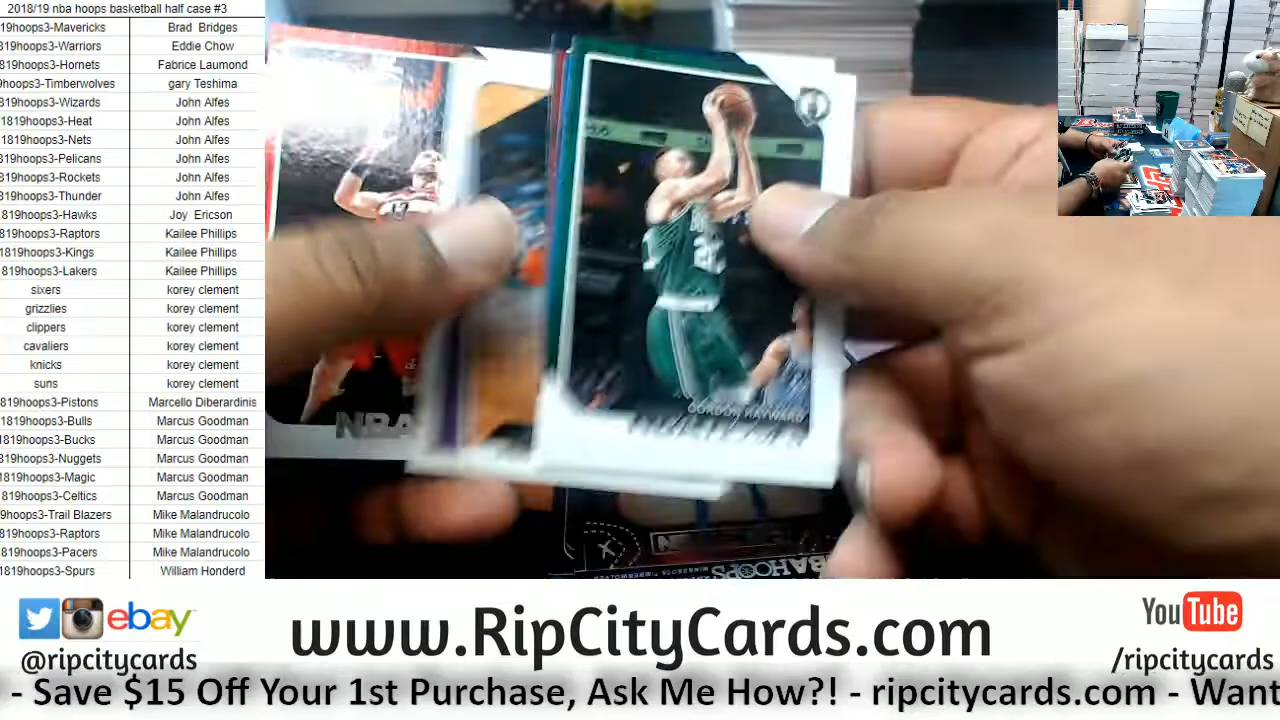 2018/19 nba hoops basketball half case #3
19hoops3-Mavericks Brad Bridges
819hoops3-Warriors Eddie Chow
819hoops3-Hornets Fabrice Laumond
9hoops3-Timberwolves gary Teshima
819hoops3-Wizards John Alfes
1819hoops3-Heat John Alfes
1819hoops3-Nets John Alfes
819hoops3-Pelicans John Alfes
819hoops3-Rockets John Alfes
819hoops3-Thunder John Alfes
819hoops3-Hawks Joy Ericson
819hoops3-Raptors Kailee Phillips
1819hoops3-Kings Kailee Phillips
819hoops3-Lakers Kailee Phillips
sixers korey clement
grizzlies korey clement
clippers korey clement
cavaliers korey clement
knicks korey clement
suns korey clement
819hoops3-Pistons Marcello Diberardinis
1819hoops3-Bulls Marcus Goodman
1819hoops3-Bucks Marcus Goodman
819hoops3-Nuggets Marcus Goodman
1819hoops3-Magic Marcus Goodman
819hoops3-Celtics Marcus Goodman
9hoops3-Trail Blazers Mike Malandrucolo
819hoops3-Raptors Mike Malandrucolo
819hoops3-Pacers Mike Malandrucolo
1819hoops3-Spurs William Honderd
GORDON HAYWARD
NBA
NBA HOOPS
ebay
@ripcitycards
www.RipCityCards.com
YouTube
/ripcitycards
- Save $15 Off Your 1st Purchase, Ask Me How?! - ripcitycards.com - Want